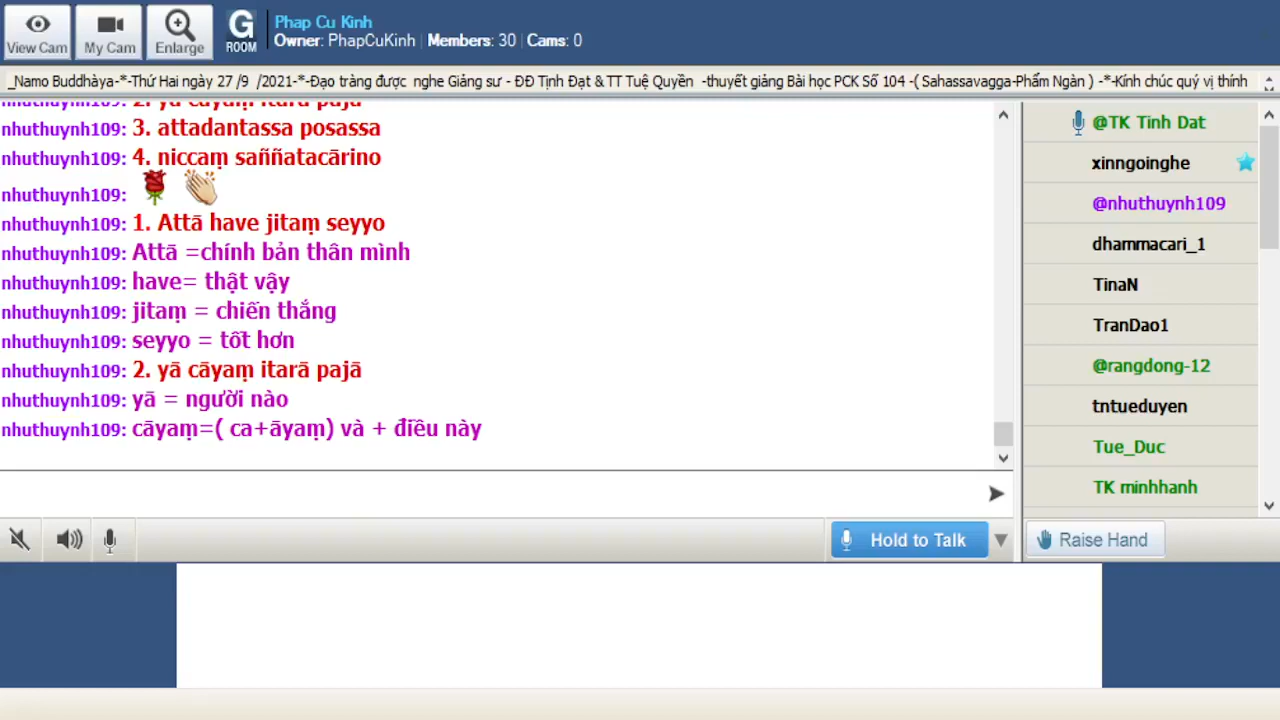 View Cam
My Cam
Enlarge
G
ROOM
Phap Cu Kinh
Owner: PhapCuKinh | Members: 30 | Cams: 0
_Namo Buddhàya-*-Thứ Hai ngày 27 /9 /2021-*-Đạo tràng được nghe Giảng sư - ĐĐ Tịnh Đạt & TT Tuệ Quyền -thuyết giảng Bài học PCK Số 104 -( Sahassavagga-Phẩm Ngàn ) -*-Kính chúc quý vị thính
nhuthuynh109: 2. yā cāyaṃ itarā pajā
nhuthuynh109: 3. attadantassa posassa
nhuthuynh109: 4. niccaṃ saññatacārino
nhuthuynh109:
nhuthuynh109: 1. Attā have jitaṃ seyyo
nhuthuynh109: Attā =chính bản thân mình
nhuthuynh109: have= thật vậy
nhuthuynh109: jitaṃ = chiến thắng
nhuthuynh109: seyyo = tốt hơn
nhuthuynh109: 2. yā cāyaṃ itarā pajā
nhuthuynh109: yā = người nào
nhuthuynh109: cāyaṃ=( ca+āyaṃ) và + điều này
@TK Tinh Dat
xinngoinghe
@nhuthuynh109
dhammacari_1
TinaN
TranDao1
@rangdong-12
tntueduyen
Tue_Duc
TK minhhanh
Hold to Talk
Raise Hand